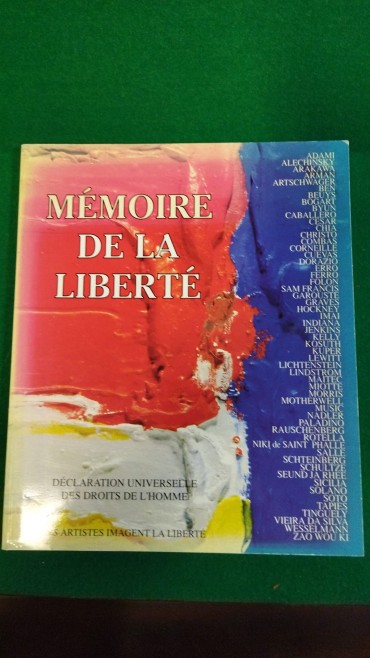 MÉMOIRE
DE LA
LIBERTÉ
DÉCLARATION UNIVERSELLE
DES DROITS DE L'HOMME
ARTISTES IMAGENT LA LIBERTÉ
ADAMI
ALECHINSKY
ARAKAWA
ARMAN
ARTSCHWAGER
BEN
BEUYS
BOGART
BYEN
CABALLERO
CESAR
CHIA
CHRISTO
COMBAS
CORNEILLE
CUEVAS
DORAZIO
ERRO
FERRO
FOLON
SAM FRANCIS
GAROUSTE
GRAVES
HOCKNEY
IMAI
INDIANA
JENKINS
KELLY
KOSUTH
KUPER
LEWITT
LICHTENSTEIN
LINDSTROM
MAITEC
MIOTTE
MORRIS
MOTHERWELL
MUSIC
NADLER
PALADINO
RAUSCHENBERG
ROTELLA
NIKI de SAINT PHALLE
SALLE
SCHTEINBERG
SCHULTZE
SEUND JA RHEE
SICILIA
SOLANO
SOTO
TAPIES
TINGUELY
VIEIRA DA SILVA
WESSELMANN
ZAO WOU KI